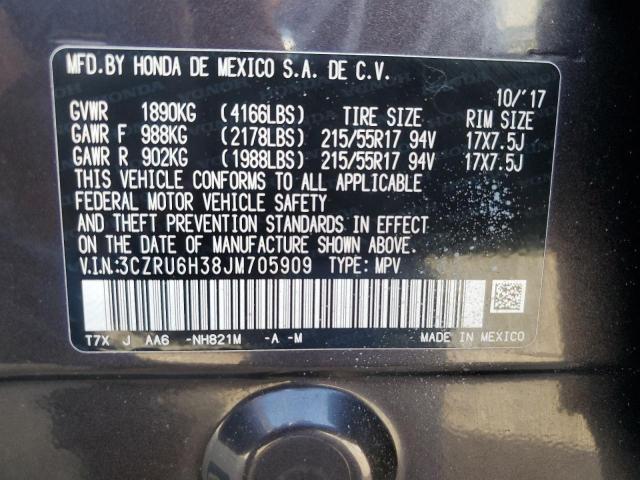 MFD.BY HONDA DE MEXICO S.A. DE C.V.
10/'17
GVWR 1890KG (4166LBS) TIRE SIZE RIM SIZE
GAWR F 988KG (2178LBS) 215/55R17 94V 17X7.5J
GAWR R 902KG (1988LBS) 215/55R17 94V 17X7.5J
THIS VEHICLE CONFORMS TO ALL APPLICABLE
FEDERAL MOTOR VEHICLE SAFETY
AND THEFT PREVENTION STANDARDS IN EFFECT
ON THE DATE OF MANUFACTURE SHOWN ABOVE.
V.I.N.:3CZRU6H38JM705909 TYPE: MPV
T7X J AA6 -NH821M -A -M MADE IN MEXICO